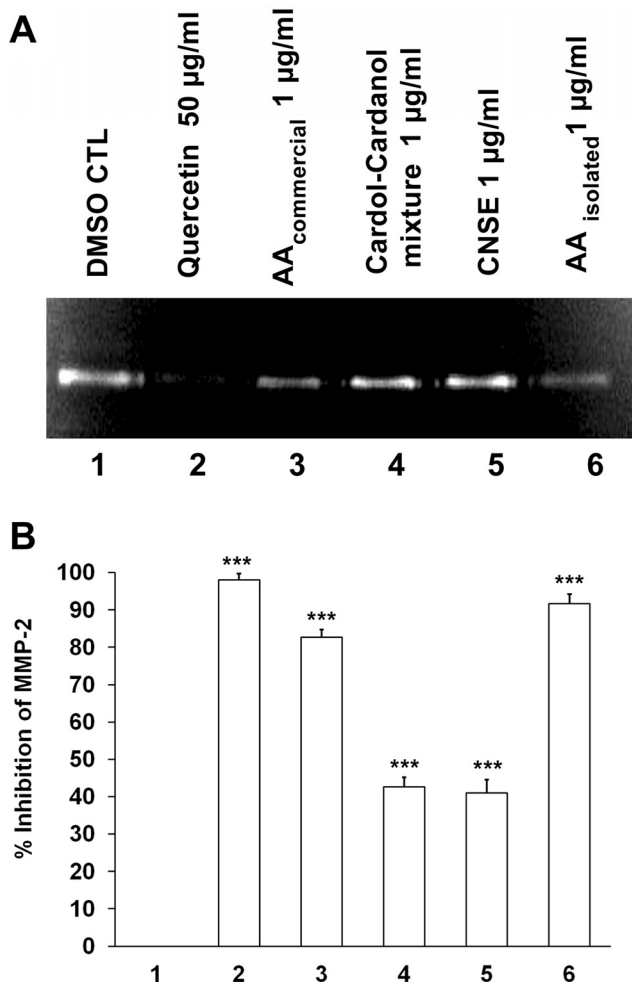 A
DMSO CTL
Quercetin 50 µg/ml
AAcommercial 1 µg/ml
Cardol-Cardanol
mixture 1 µg/ml
CNSE 1 µg/ml
AA isolated 1 µg/ml
1 2 3 4 5 6
B
% Inhibition of MMP-2
100
90
80
70
60
50
40
30
20
10
0
***
***
***
***
***
1 2 3 4 5 6